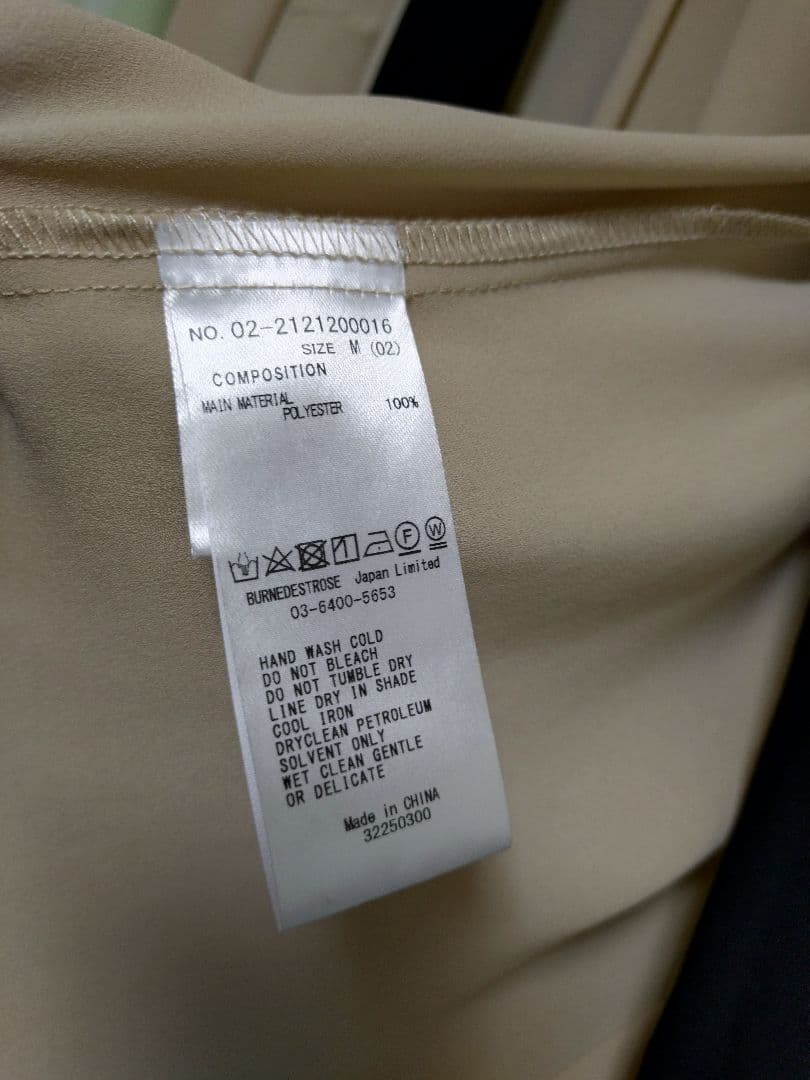 NO. 02-2121200016
SIZE M (02)
COMPOSITION
MAIN MATERIAL
POLYESTER 100%
F W
BURNEDESTROSE Japan Limited
03-6400-5653
HAND WASH COLD
DO NOT BLEACH
DO NOT TUMBLE DRY
LINE DRY IN SHADE
COOL IRON
DRYCLEAN PETROLEUM
SOLVENT ONLY
WET CLEAN GENTLE
OR DELICATE
Made in CHINA
32250300